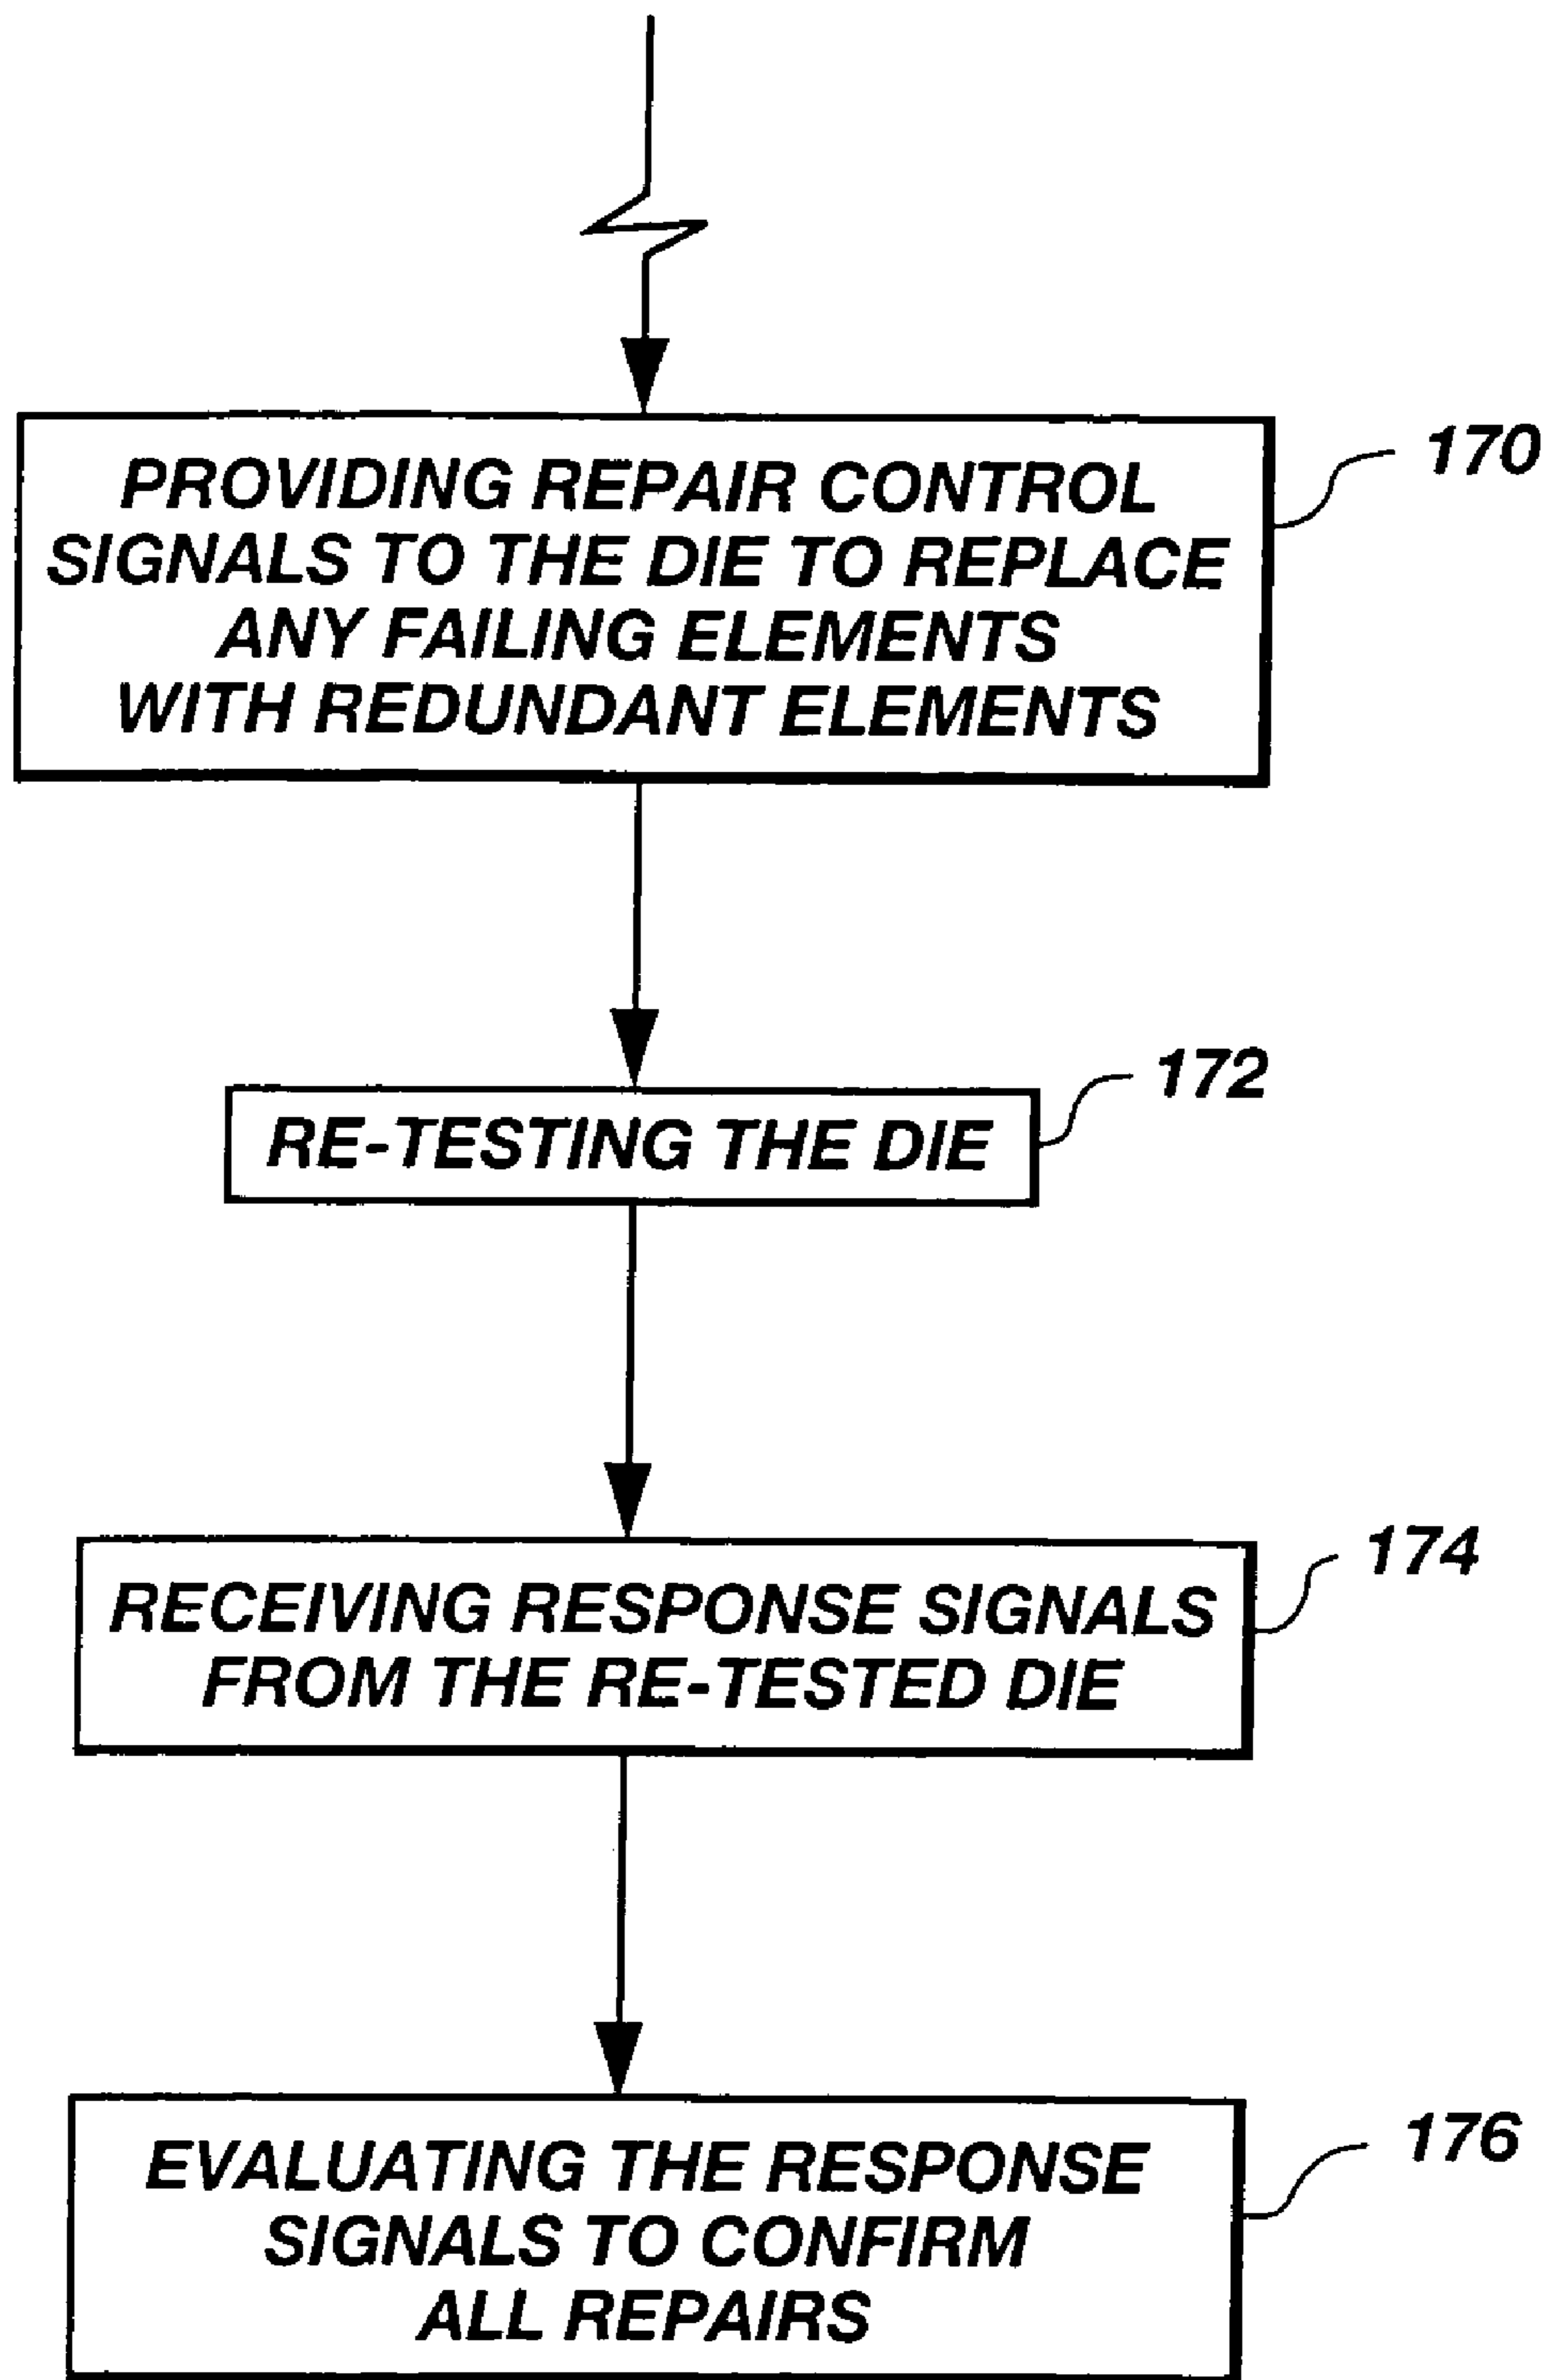 PROVIDING REPAIR CONTROL
SIGNALS TO THE DIE TO REPLACE
ANY FAILING ELEMENTS
WITH REDUNDANT ELEMENTS
170
RE-TESTING THE DIE
172
RECEIVING RESPONSE SIGNALS
FROM THE RE-TESTED DIE
174
EVALUATING THE RESPONSE
SIGNALS TO CONFIRM
ALL REPAIRS
176